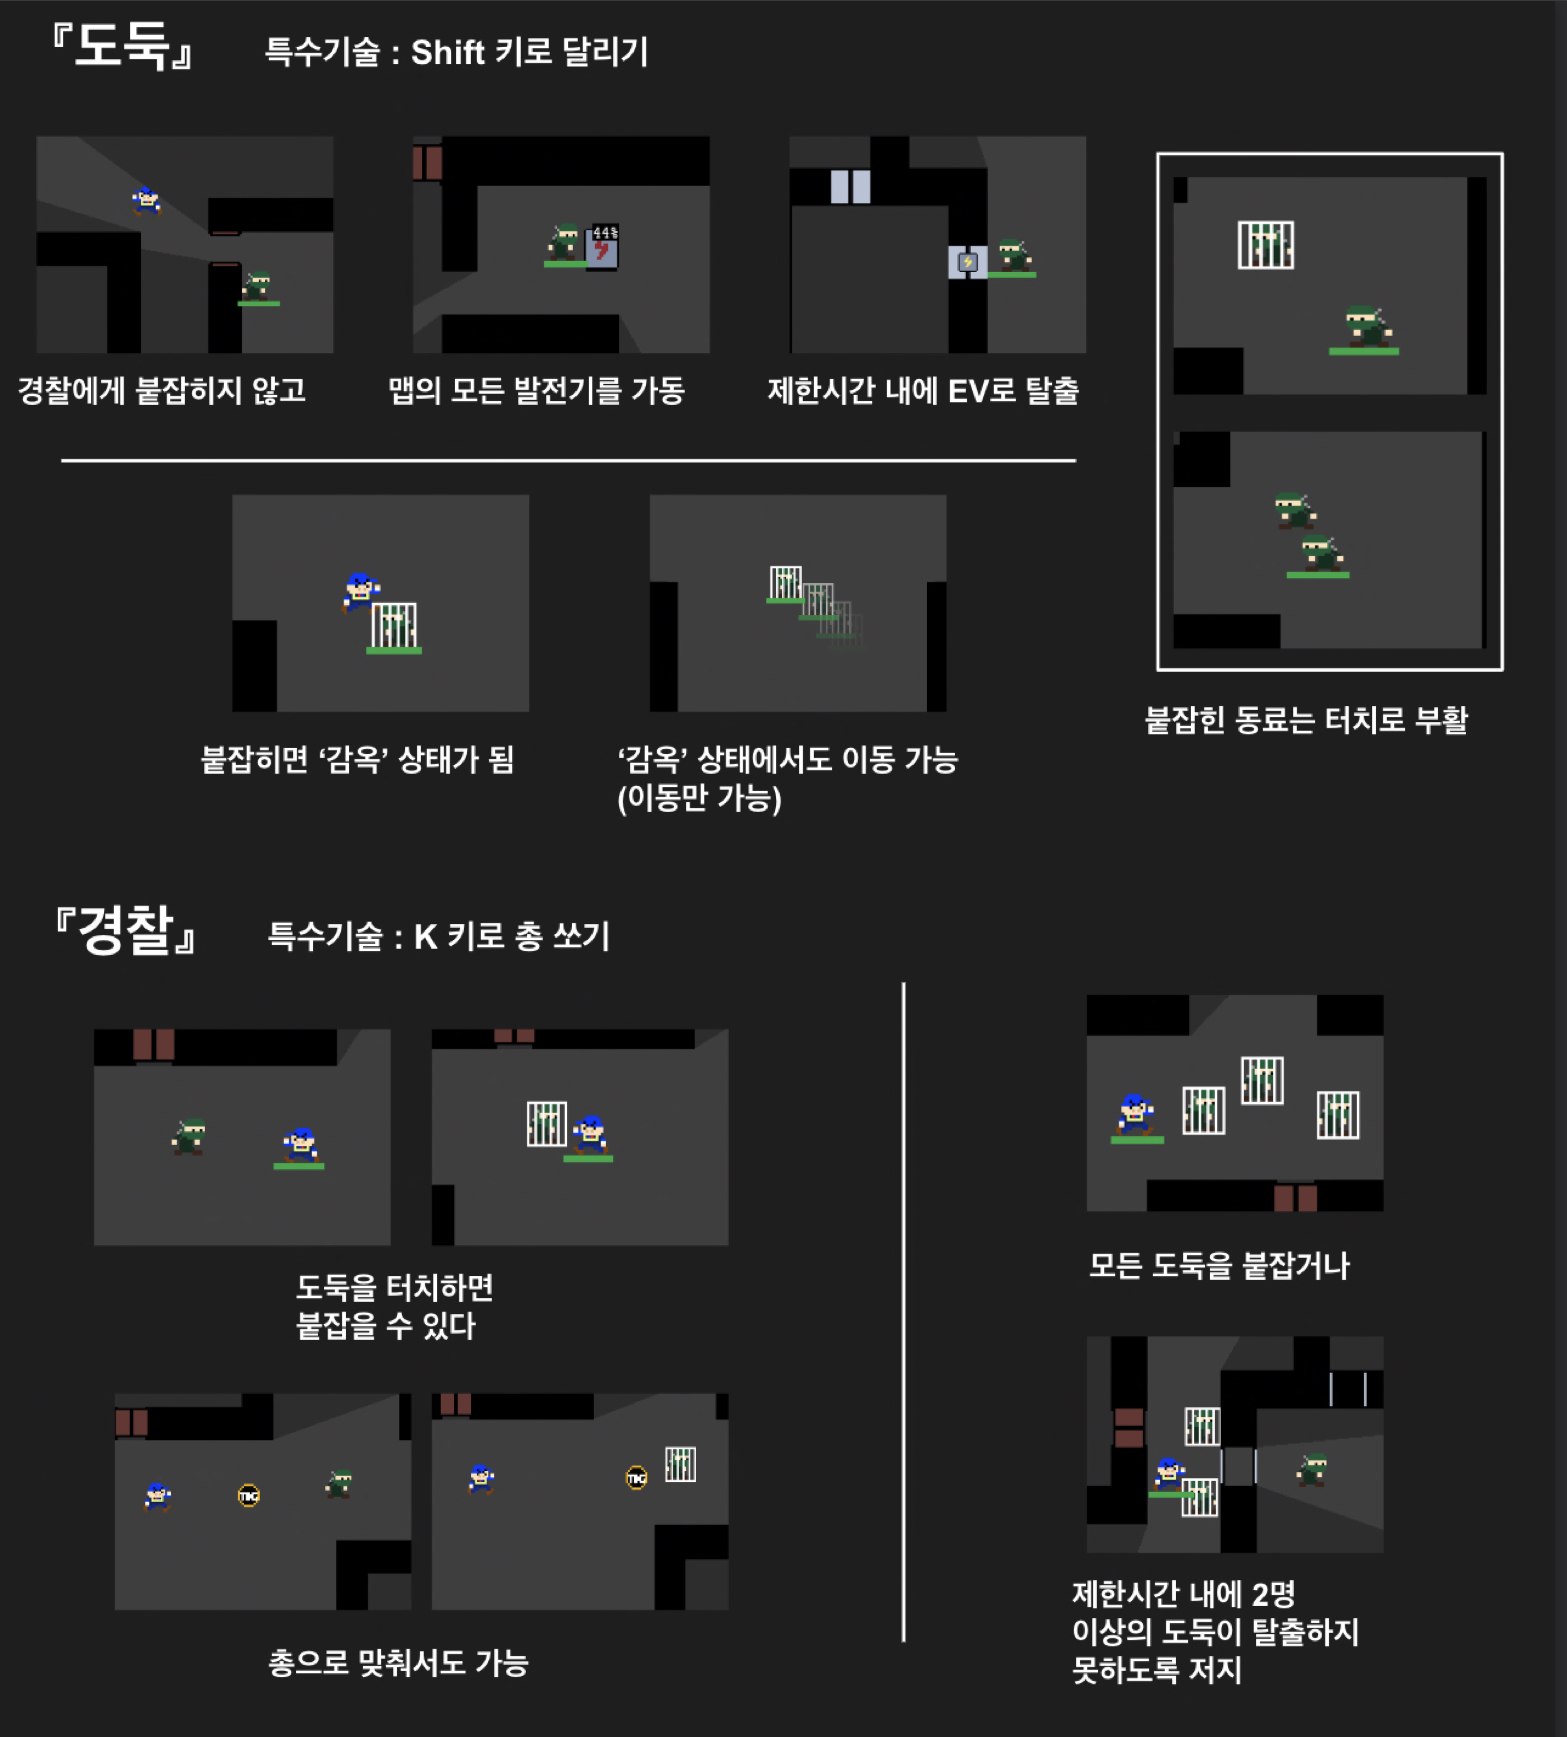 『도둑』
특수기술 : Shift 키로 달리기
44%
경찰에게 붙잡히지 않고
맵의 모든 발전기를 가동
제한시간 내에 EV로 탈출
붙잡힌 동료는 터치로 부활
붙잡히면 ‘감옥’ 상태가 됨
‘감옥’ 상태에서도 이동 가능
(이동만 가능)
『경찰』
특수기술 : K 키로 총 쏘기
도둑을 터치하면
붙잡을 수 있다
모든 도둑을 붙잡거나
총으로 맞춰서도 가능
제한시간 내에 2명
이상의 도둑이 탈출하지
못하도록 저지